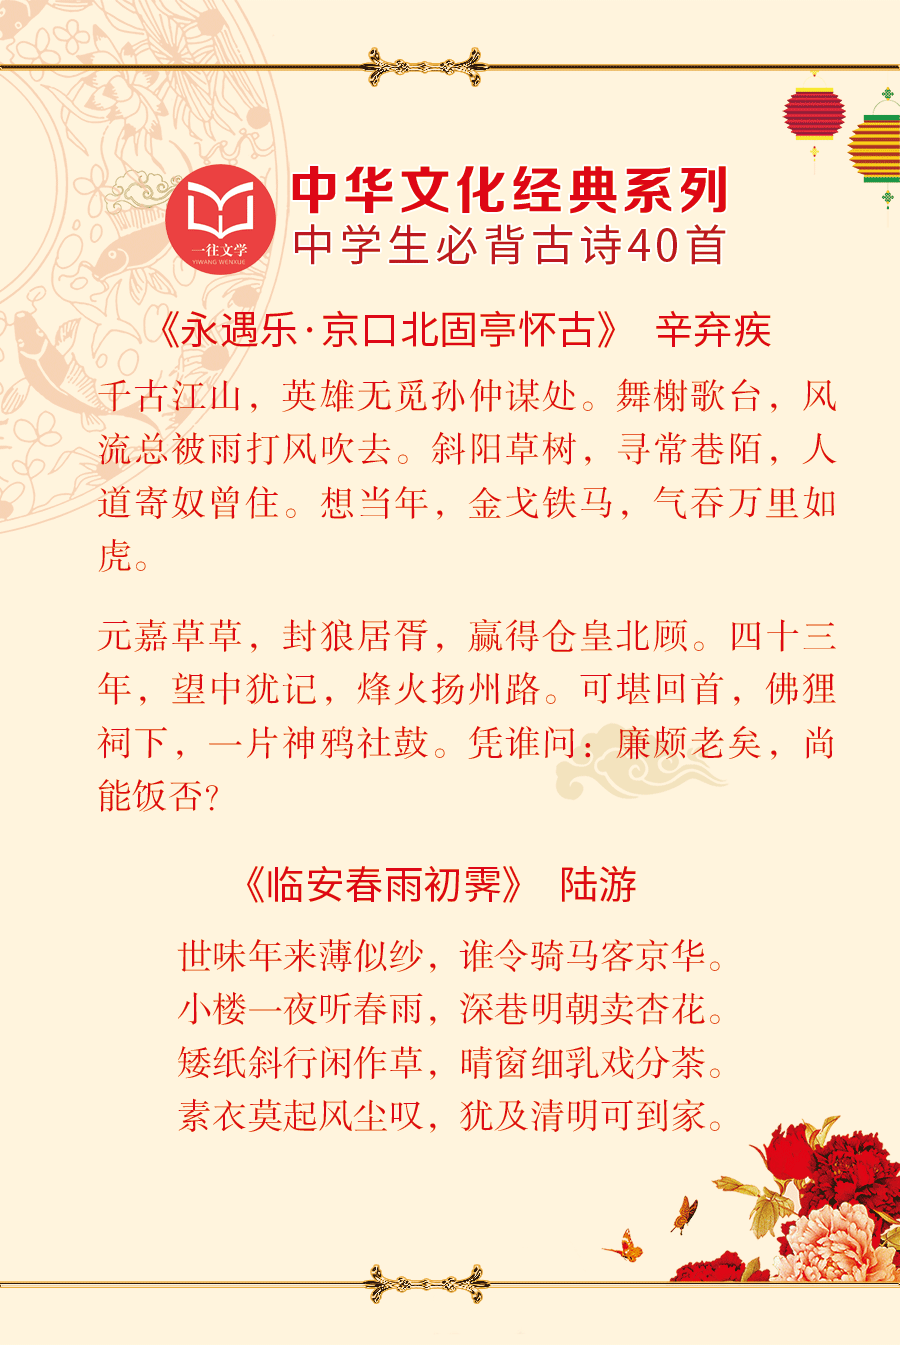 中华文化经典系列
中学生必背古诗40首
一往文学
YIWANG WENXUE
《永遇乐·京口北固亭怀古》 辛弃疾
千古江山，英雄无觅孙仲谋处。舞榭歌台，风
流总被雨打风吹去。斜阳草树，寻常巷陌，人
道寄奴曾住。想当年，金戈铁马，气吞万里如
虎。
元嘉草草，封狼居胥，赢得仓皇北顾。四十三
年，望中犹记，烽火扬州路。可堪回首，佛狸
祠下，一片神鸦社鼓。凭谁问：廉颇老矣，尚
能饭否？
《临安春雨初霁》 陆游
世味年来薄似纱，谁令骑马客京华。
小楼一夜听春雨，深巷明朝卖杏花。
矮纸斜行闲作草，晴窗细乳戏分茶。
素衣莫起风尘叹，犹及清明可到家。